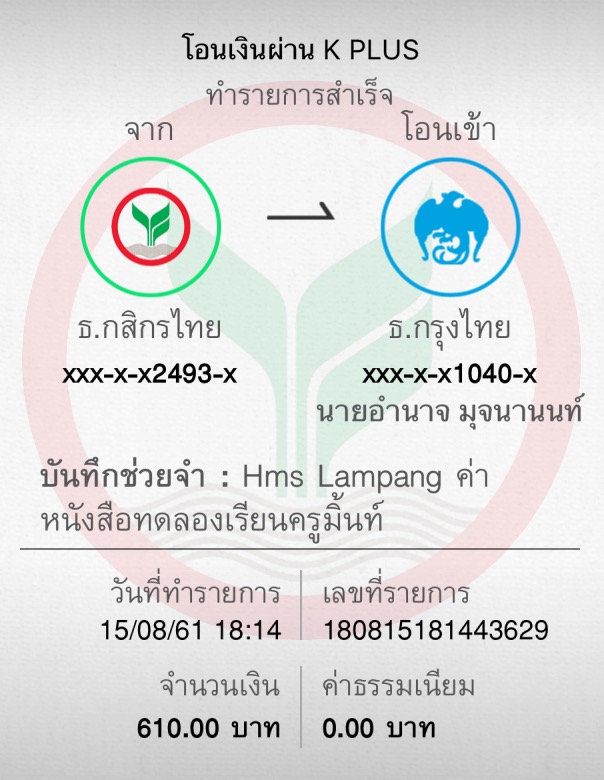 โอนเงินผ่าน K PLUS
ทำรายการสำเร็จ
จาก
โอนเข้า
ธ.กสิกรไทย
xxx-x-x2493-x
ธ.กรุงไทย
xxx-x-x1040-x
นายอำนาจ มุจนานนท์
บันทึกช่วยจำ : Hms Lampang ค่า
หนังสือทดลองเรียนครูมิ้นท์
วันที่ทำรายการ
15/08/61 18:14
เลขที่รายการ
180815181443629
จำนวนเงิน
610.00 บาท
ค่าธรรมเนียม
0.00 บาท